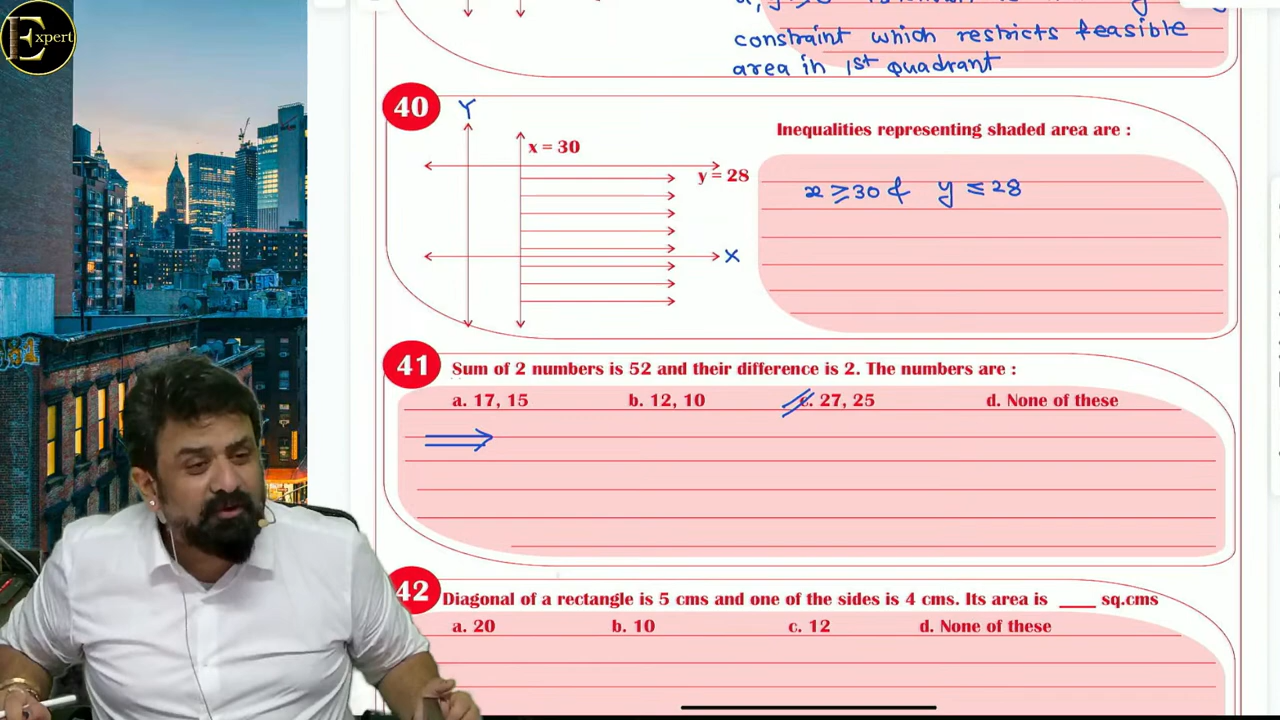 Expert
constraint which restricts feasible
area in 1st quadrant
40
Y
x = 30
y = 28
X
Inequalities representing shaded area are :
x ≥ 30 & y ≤ 28
41
Sum of 2 numbers is 52 and their difference is 2. The numbers are :
a. 17, 15 b. 12, 10 c. 27, 25 d. None of these
42
Diagonal of a rectangle is 5 cms and one of the sides is 4 cms. Its area is ____ sq.cms
a. 20 b. 10 c. 12 d. None of these